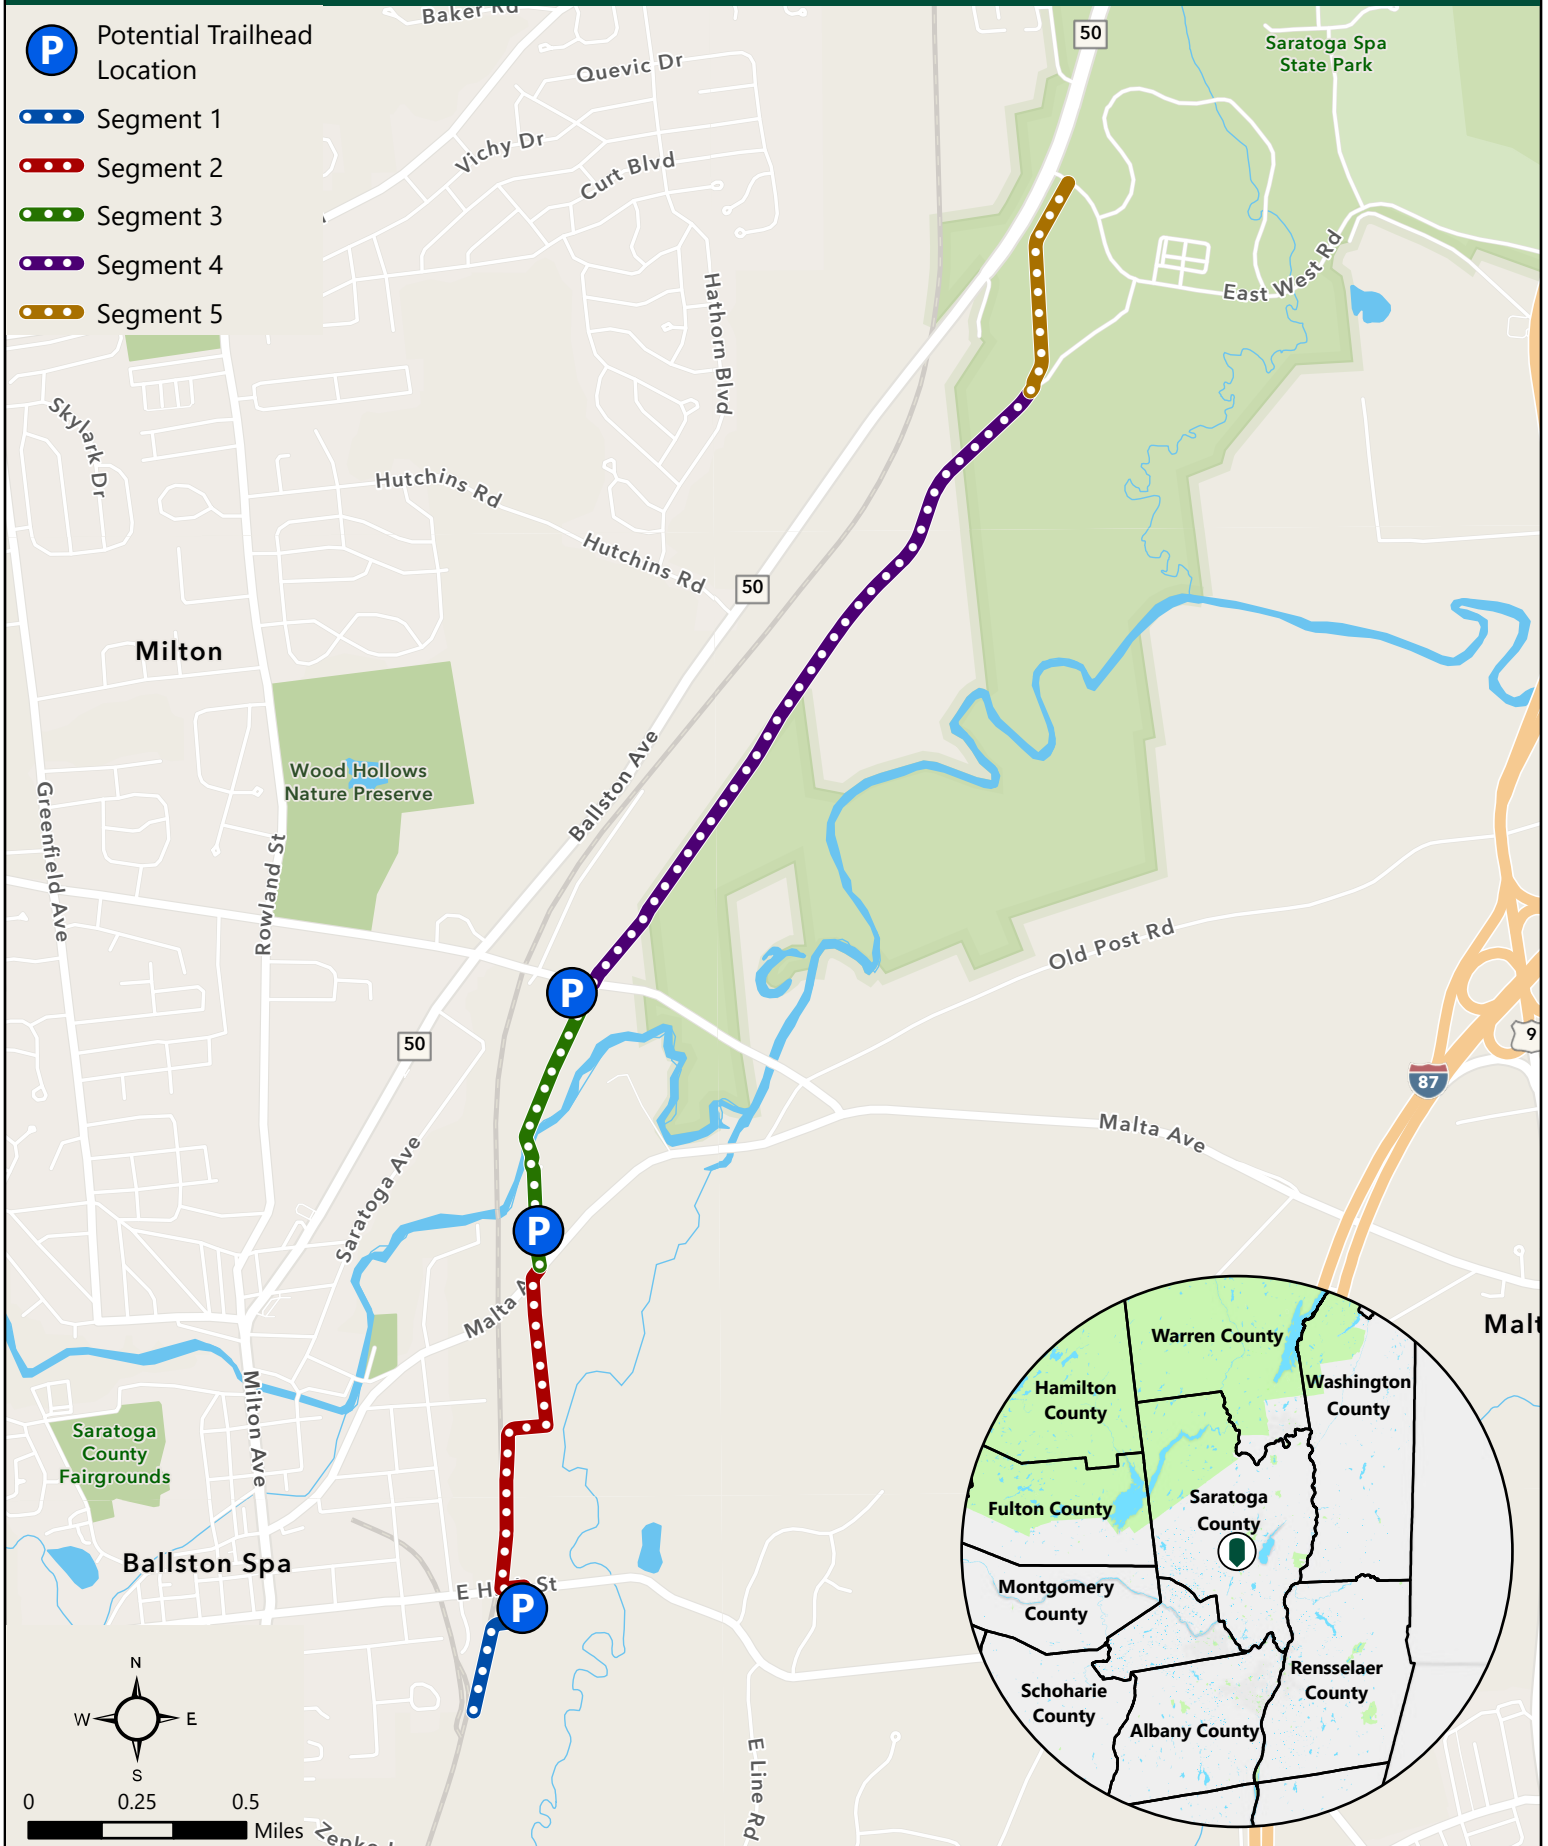 Baker Rd
P
Potential Trailhead
Location
Segment 1
Segment 2
Segment 3
Segment 4
Segment 5
Quevic Dr
Vichy Dr
Curt Blvd
Hathorn Blvd
50
Saratoga Spa
State Park
East West Rd
Skylark Dr
Hutchins Rd
Hutchins Rd
50
Milton
Wood Hollows
Nature Preserve
Ballston Ave
Greenfield Ave
Rowland St
Old Post Rd
P
50
9
87
Malta Ave
Saratoga Ave
P
Malta A
Malt
Milton Ave
Saratoga
County
Fairgrounds
Ballston Spa
E H St
P
E Line Rd
N
W E
S
0 0.25 0.5
Miles
Warren County
Hamilton
County
Washington
County
Fulton County
Saratoga
County
Montgomery
County
Schoharie
County
Rensselaer
County
Albany County